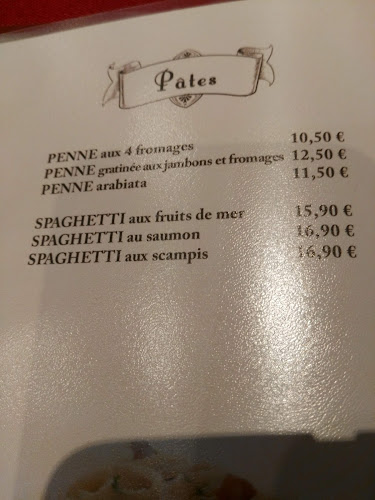 Pâtes
PENNE aux 4 fromages 10,50 €
PENNE gratinée aux jambons et fromages 12,50 €
PENNE arabiata 11,50 €
SPAGHETTI aux fruits de mer 15,90 €
SPAGHETTI au saumon 16,90 €
SPAGHETTI aux scampis 16,90 €